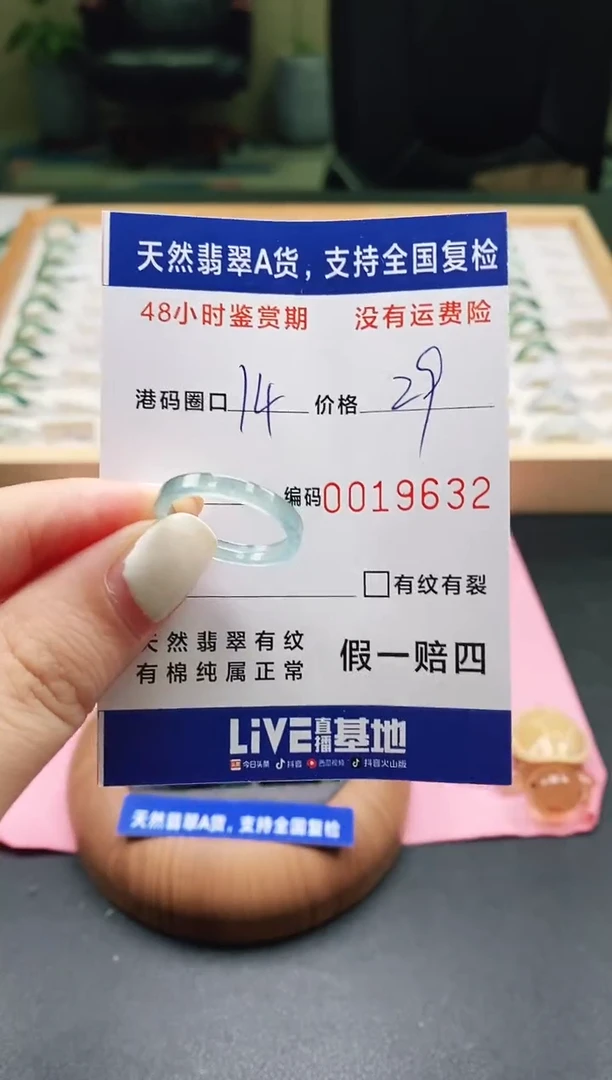 天然翡翠A货，支持全国复检
48小时鉴赏期 没有运费险
港码圈口 14 价格 29
编码0019632
有纹有裂
天然翡翠有纹
有棉纯属正常
假一赔四
LiVE直播基地
今日头条 抖音 西瓜视频 抖音火山版
天然翡翠A货，支持全国复检